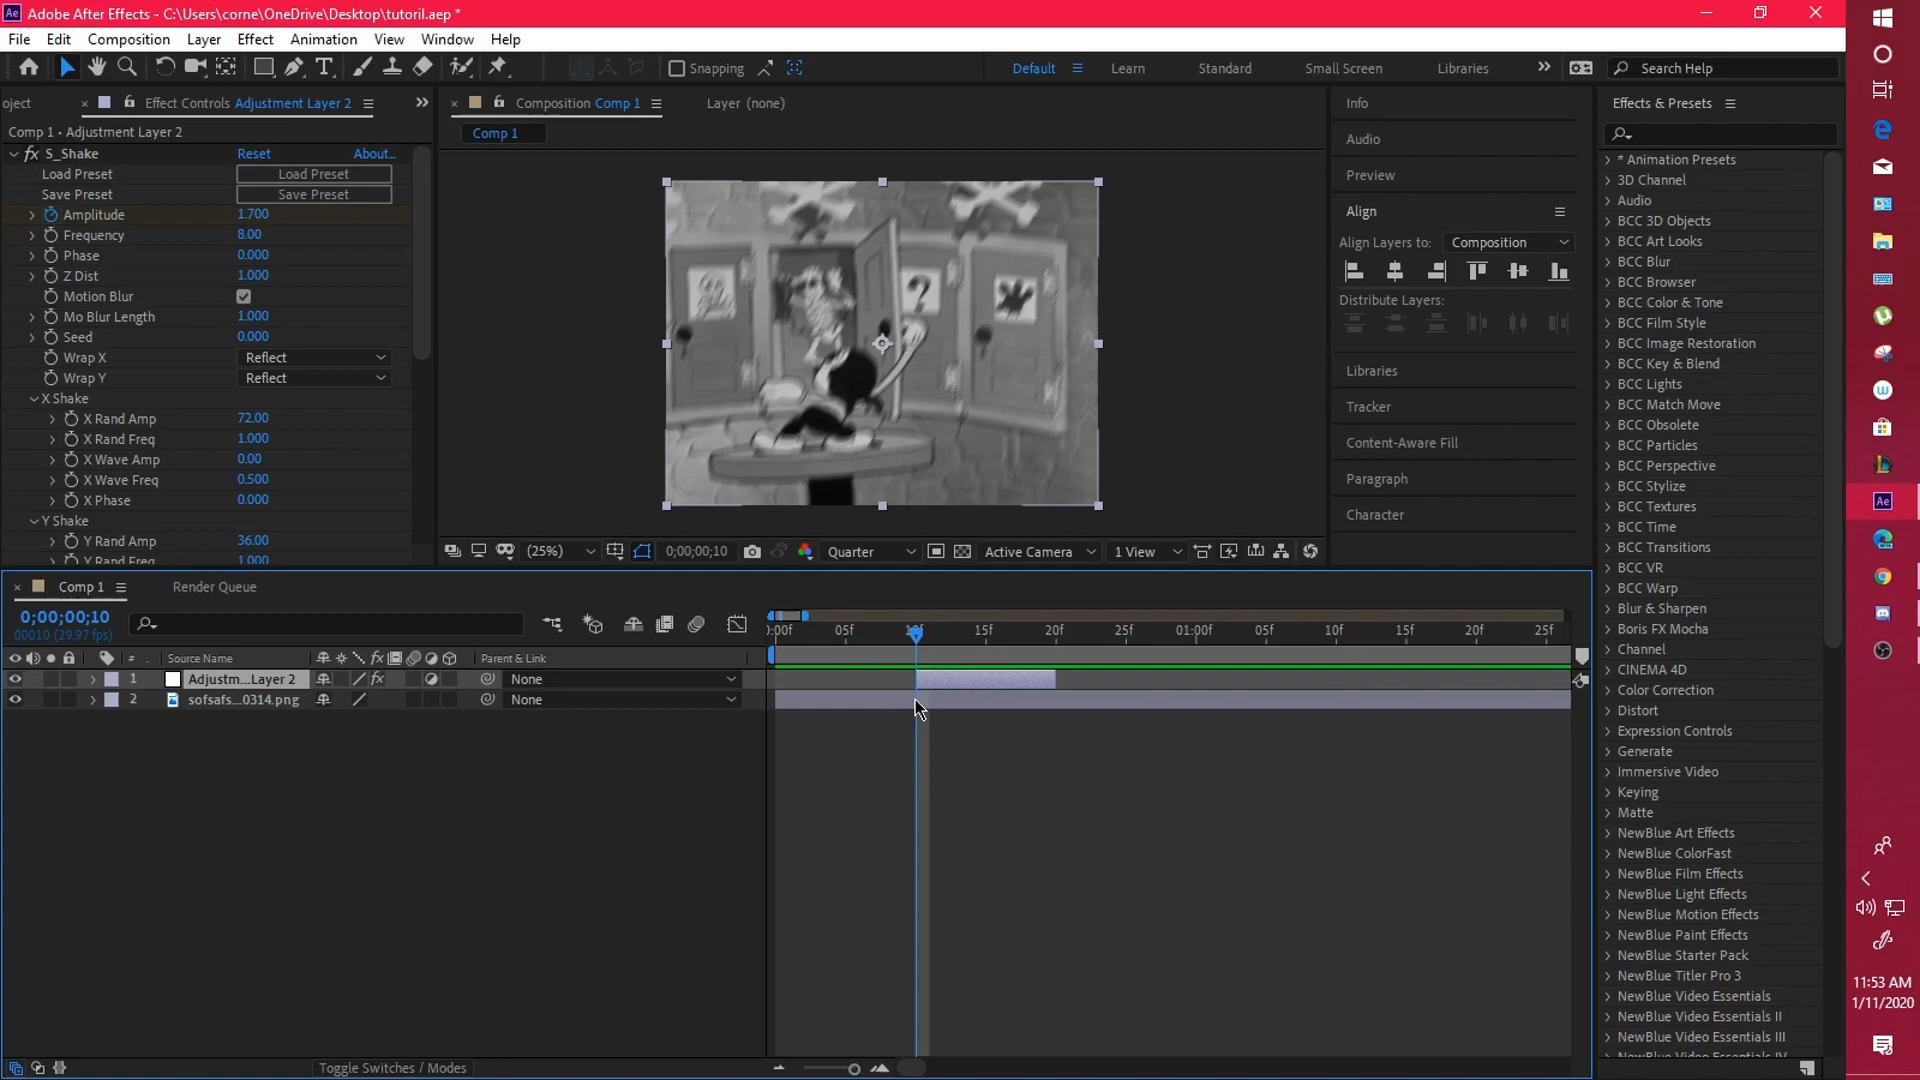 Adobe After Effects - C:\Users\corne\OneDrive\Desktop\tutoril.aep *
File Edit Composition Layer Effect Animation View Window Help
Snapping Default Learn Standard Small Screen Libraries Search Help
oject Effect Controls Adjustment Layer 2
Comp 1 • Adjustment Layer 2
fx S_Shake Reset About...
Load Preset Load Preset
Save Preset Save Preset
Amplitude 1.700
Frequency 8.00
Phase 0.000
Z Dist 1.000
Motion Blur
Mo Blur Length 1.000
Seed 0.000
Wrap X Reflect
Wrap Y Reflect
X Shake
X Rand Amp 72.00
X Rand Freq 1.000
X Wave Amp 0.00
X Wave Freq 0.500
X Phase 0.000
Y Shake
Y Rand Amp 36.00
Y Rand Freq 1.000
Composition Comp 1 Layer (none)
Comp 1
?
(25%) 0;00;00;10 Quarter Active Camera 1 View
Info
Audio
Preview
Align
Align Layers to: Composition
Distribute Layers:
Libraries
Tracker
Content-Aware Fill
Paragraph
Character
Effects & Presets
* Animation Presets
3D Channel
Audio
BCC 3D Objects
BCC Art Looks
BCC Blur
BCC Browser
BCC Color & Tone
BCC Film Style
BCC Image Restoration
BCC Key & Blend
BCC Lights
BCC Match Move
BCC Obsolete
BCC Particles
BCC Perspective
BCC Stylize
BCC Textures
BCC Time
BCC Transitions
BCC VR
BCC Warp
Blur & Sharpen
Boris FX Mocha
Channel
CINEMA 4D
Color Correction
Distort
Expression Controls
Generate
Immersive Video
Keying
Matte
NewBlue Art Effects
NewBlue ColorFast
NewBlue Film Effects
NewBlue Light Effects
NewBlue Motion Effects
NewBlue Paint Effects
NewBlue Starter Pack
NewBlue Titler Pro 3
NewBlue Video Essentials
NewBlue Video Essentials II
NewBlue Video Essentials III
NewBlue Video Essentials IV
Comp 1 Render Queue
0;00;00;10
00010 (29.97 fps)
05f 15f 20f 25f 01:00f 05f 10f 15f 20f 25f
# Source Name fx Parent & Link
1 Adjustm...Layer 2 fx None
2 sofsafs...0314.png None
Toggle Switches / Modes
Ae
11:53 AM
1/11/2020